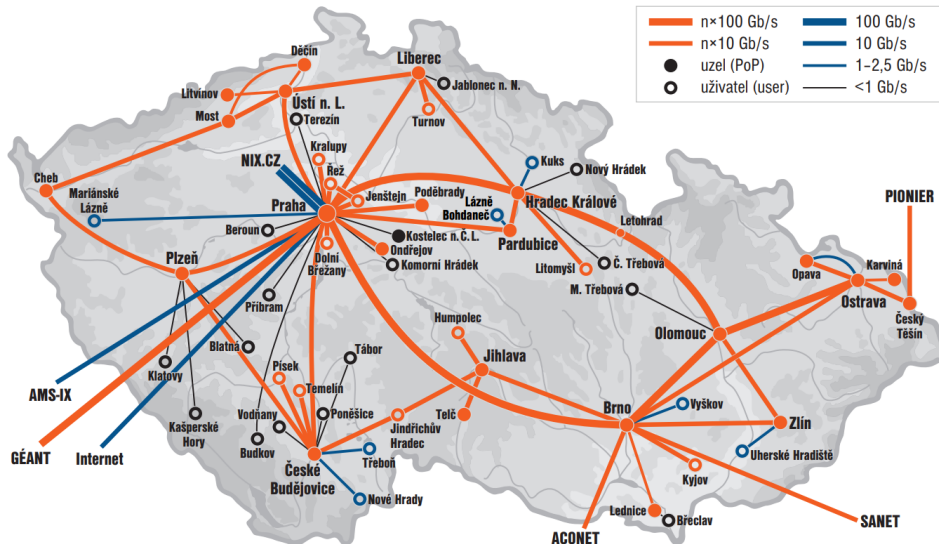 n×100 Gb/s
100 Gb/s
n×10 Gb/s
10 Gb/s
uzel (PoP)
1–2,5 Gb/s
uživatel (user)
<1 Gb/s
Děčín
Liberec
Litvínov
Jablonec n. N.
Ústí n. L.
Most
Terezín
Turnov
Kralupy
NIX.CZ
Řež
Kuks
Nový Hrádek
Cheb
Mariánské
Lázně
Jenštejn
Poděbrady
Lázně
Bohdaneč
Hradec Králové
PIONIER
Praha
Letohrad
Beroun
Kostelec n.Č.L.
Pardubice
Plzeň
Dolní
Břežany
Ondřejov
Komorní Hrádek
Litomyšl
Č. Třebová
Opava
Karviná
Příbram
M. Třebová
Ostrava
Český
Těšín
Humpolec
Olomouc
Blatná
Tábor
Jihlava
Klatovy
Písek
AMS-IX
Temelín
Vyškov
Kašperské
Hory
Vodňany
Poněšice
Telč
Brno
Zlín
Jindřichův
Hradec
GÉANT
Internet
Budkov
České
Budějovice
Třeboň
Uherské Hradiště
Kyjov
Nové Hrady
Lednice
Břeclav
SANET
ACONET